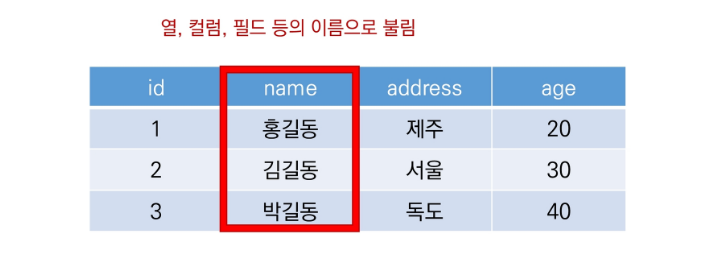 열, 컬럼, 필드 등의 이름으로 불림
id name address age
1 홍길동 제주 20
2 김길동 서울 30
3 박길동 독도 40